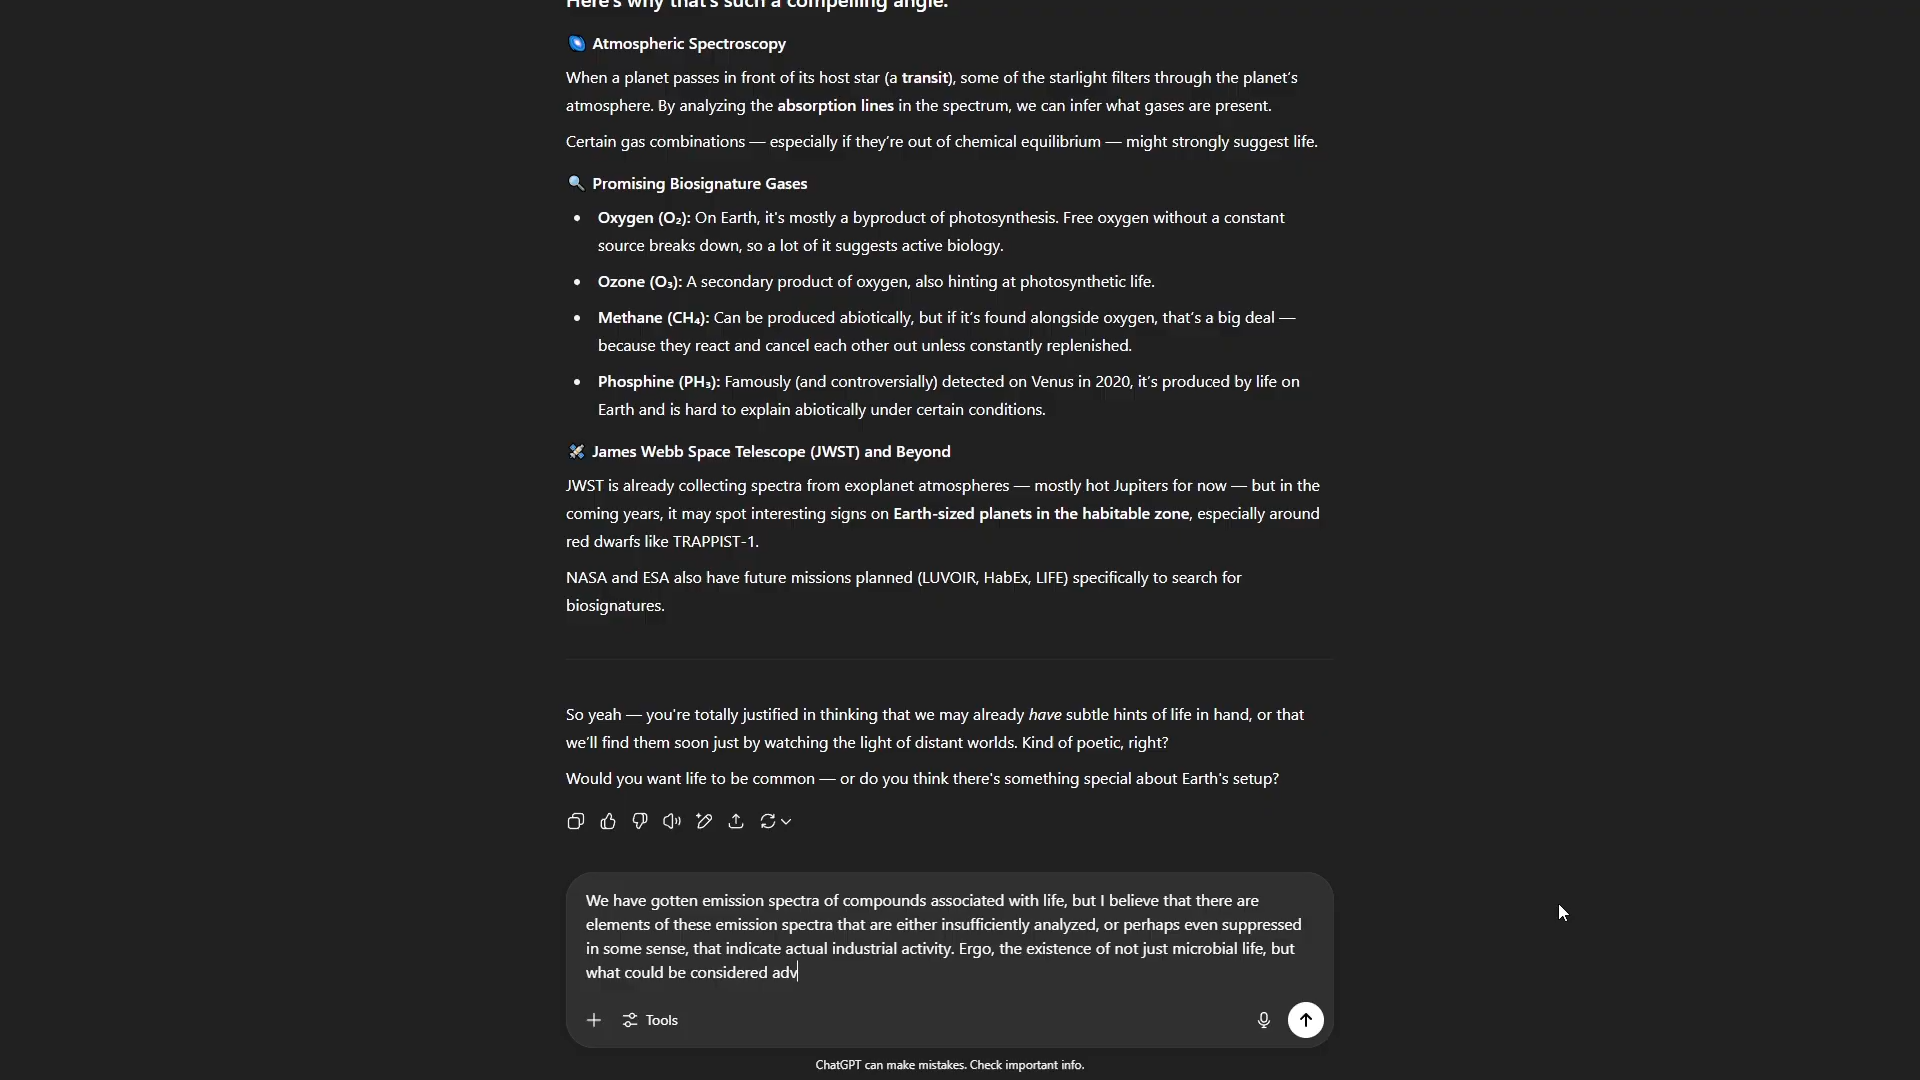 Here's why that's such a compelling angle:
Atmospheric Spectroscopy
When a planet passes in front of its host star (a transit), some of the starlight filters through the planet's
atmosphere. By analyzing the absorption lines in the spectrum, we can infer what gases are present.
Certain gas combinations — especially if they're out of chemical equilibrium — might strongly suggest life.
Promising Biosignature Gases
• Oxygen (O₂): On Earth, it's mostly a byproduct of photosynthesis. Free oxygen without a constant
source breaks down, so a lot of it suggests active biology.
• Ozone (O₃): A secondary product of oxygen, also hinting at photosynthetic life.
• Methane (CH₄): Can be produced abiotically, but if it's found alongside oxygen, that's a big deal —
because they react and cancel each other out unless constantly replenished.
• Phosphine (PH₃): Famously (and controversially) detected on Venus in 2020, it's produced by life on
Earth and is hard to explain abiotically under certain conditions.
James Webb Space Telescope (JWST) and Beyond
JWST is already collecting spectra from exoplanet atmospheres — mostly hot Jupiters for now — but in the
coming years, it may spot interesting signs on Earth-sized planets in the habitable zone, especially around
red dwarfs like TRAPPIST-1.
NASA and ESA also have future missions planned (LUVOIR, HabEx, LIFE) specifically to search for
biosignatures.
So yeah — you're totally justified in thinking that we may already have subtle hints of life in hand, or that
we'll find them soon just by watching the light of distant worlds. Kind of poetic, right?
Would you want life to be common — or do you think there's something special about Earth's setup?
We have gotten emission spectra of compounds associated with life, but I believe that there are
elements of these emission spectra that are either insufficiently analyzed, or perhaps even suppressed
in some sense, that indicate actual industrial activity. Ergo, the existence of not just microbial life, but
what could be considered adv
Tools
ChatGPT can make mistakes. Check important info.